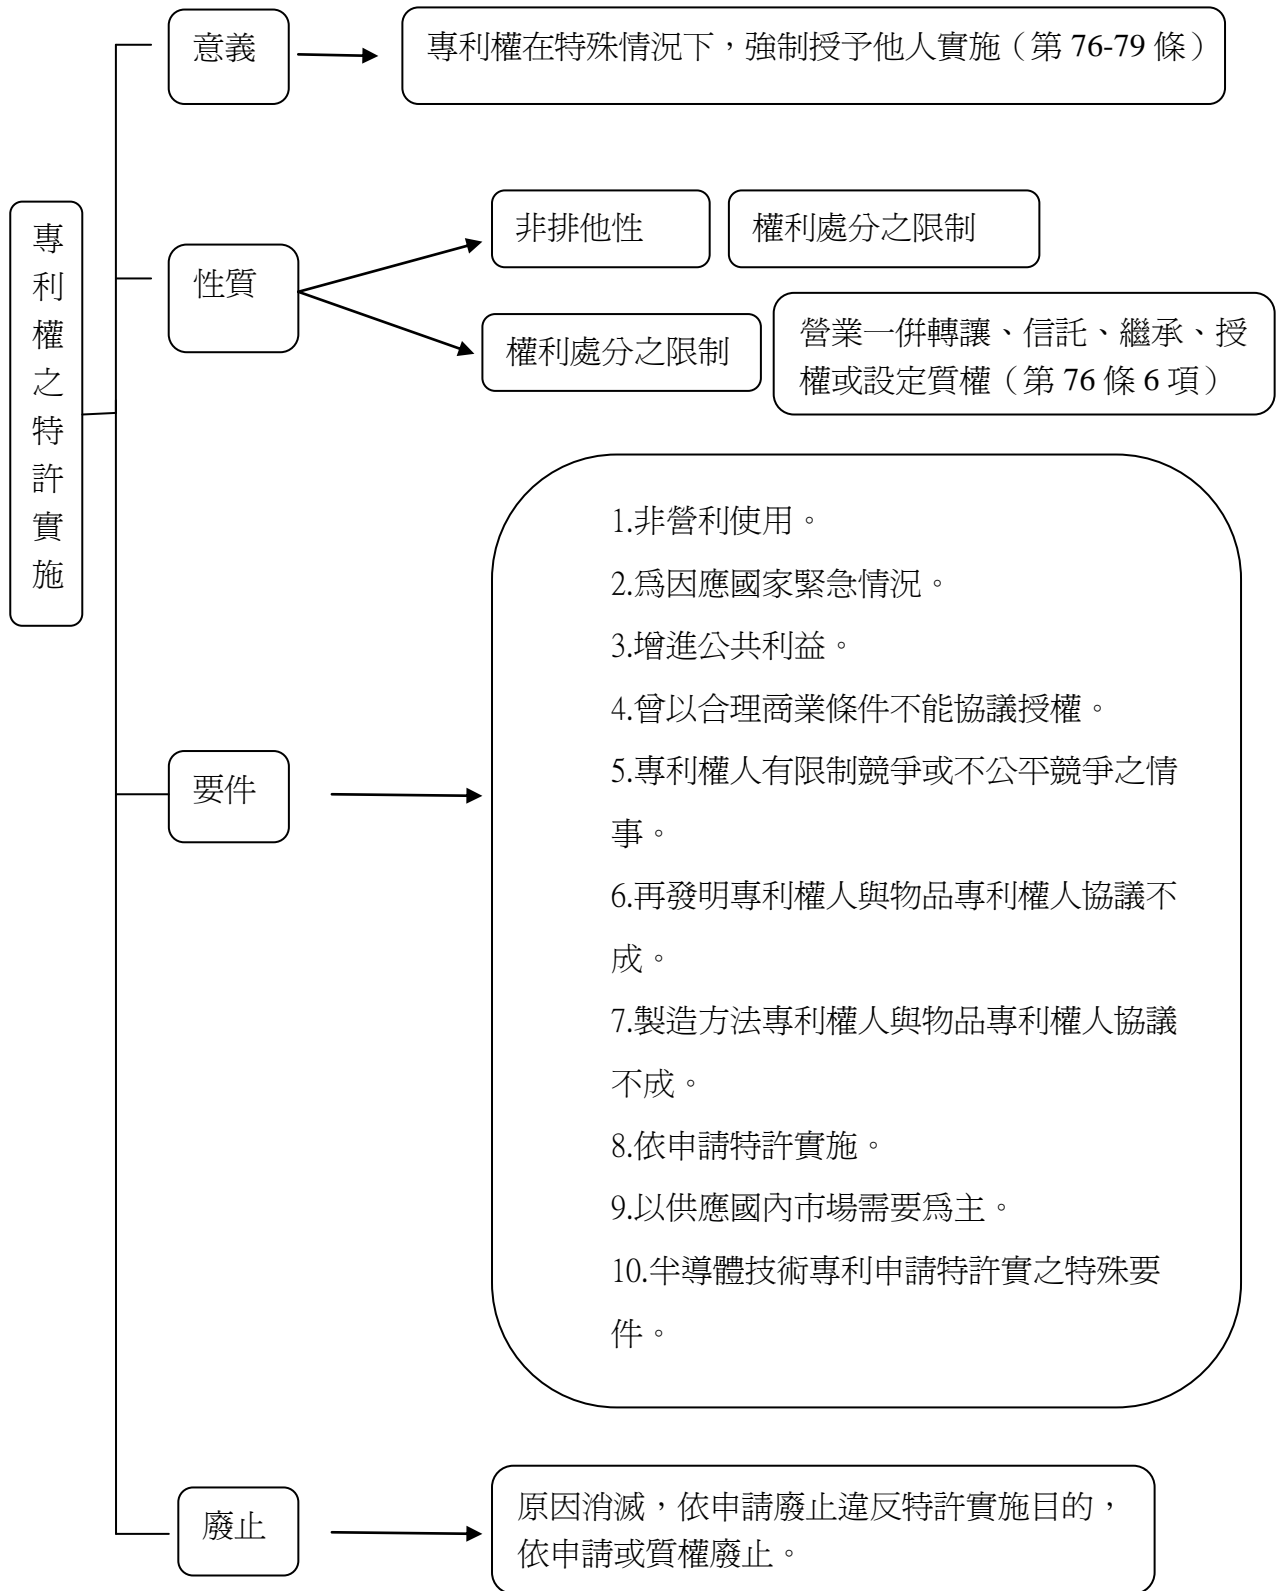 專利權之特許實施
意義
專利權在特殊情況下，強制授予他人實施（第 76-79 條）
性質
非排他性
權利處分之限制
權利處分之限制
營業一併轉讓、信託、繼承、授
權或設定質權（第 76 條 6 項）
要件
1.非營利使用。
2.為因應國家緊急情況。
3.增進公共利益。
4.曾以合理商業條件不能協議授權。
5.專利權人有限制競爭或不公平競爭之情
事。
6.再發明專利權人與物品專利權人協議不
成。
7.製造方法專利權人與物品專利權人協議
不成。
8.依申請特許實施。
9.以供應國內市場需要為主。
10.半導體技術專利申請特許實之特殊要
件。
廢止
原因消滅，依申請廢止違反特許實施目的，
依申請或質權廢止。